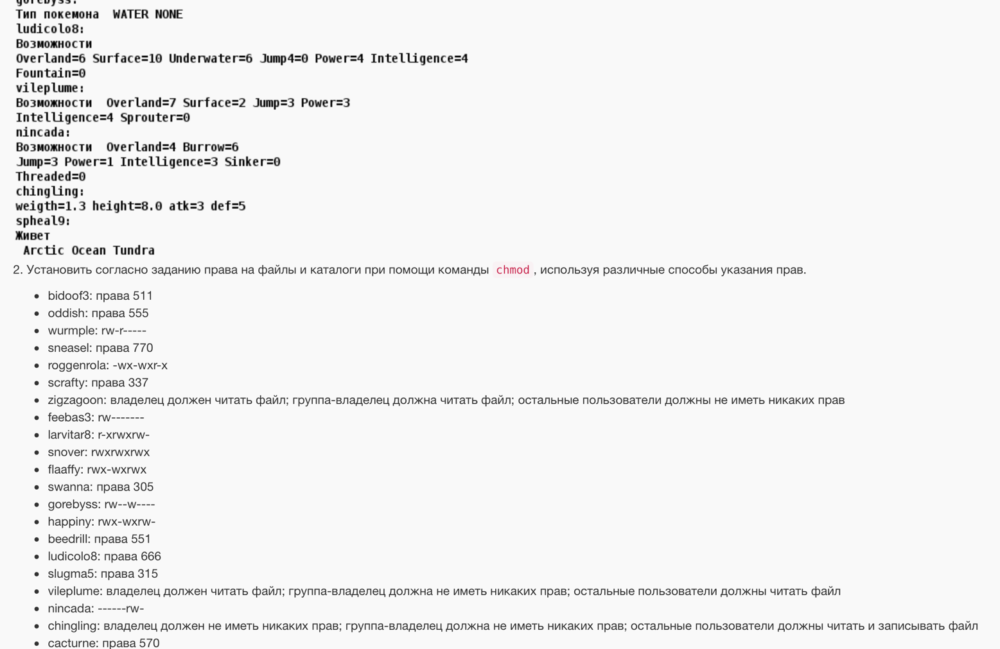 gorebyss:
Тип покемона  WATER NONE
ludicolo8:
Возможности
Overland=6 Surface=10 Underwater=6 Jump4=0 Power=4 Intelligence=4
Fountain=0
vileplume:
Возможности  Overland=7 Surface=2 Jump=3 Power=3
Intelligence=4 Sprouter=0
nincada:
Возможности  Overland=4 Burrow=6
Jump=3 Power=1 Intelligence=3 Sinker=0
Threaded=0
chingling:
weigth=1.3 height=8.0 atk=3 def=5
spheal9:
Живет
 Arctic Ocean Tundra
2. Установить согласно заданию права на файлы и каталоги при помощи команды chmod, используя различные способы указания прав.
• bidoof3: права 511
• oddish: права 555
• wurmple: rw-r-----
• sneasel: права 770
• roggenrola: -wx-wxr-x
• scrafty: права 337
• zigzagoon: владелец должен читать файл; группа-владелец должна читать файл; остальные пользователи должны не иметь никаких прав
• feebas3: rw-------
• larvitar8: r-xrwxrw-
• snover: rwxrwxrwx
• flaaffy: rwx-wxrwx
• swanna: права 305
• gorebyss: rw--w----
• happiny: rwx-wxrw-
• beedrill: права 551
• ludicolo8: права 666
• slugma5: права 315
• vileplume: владелец должен читать файл; группа-владелец должна не иметь никаких прав; остальные пользователи должны читать файл
• nincada: ------rw-
• chingling: владелец должен не иметь никаких прав; группа-владелец должна не иметь никаких прав; остальные пользователи должны читать и записывать файл
• cacturne: права 570